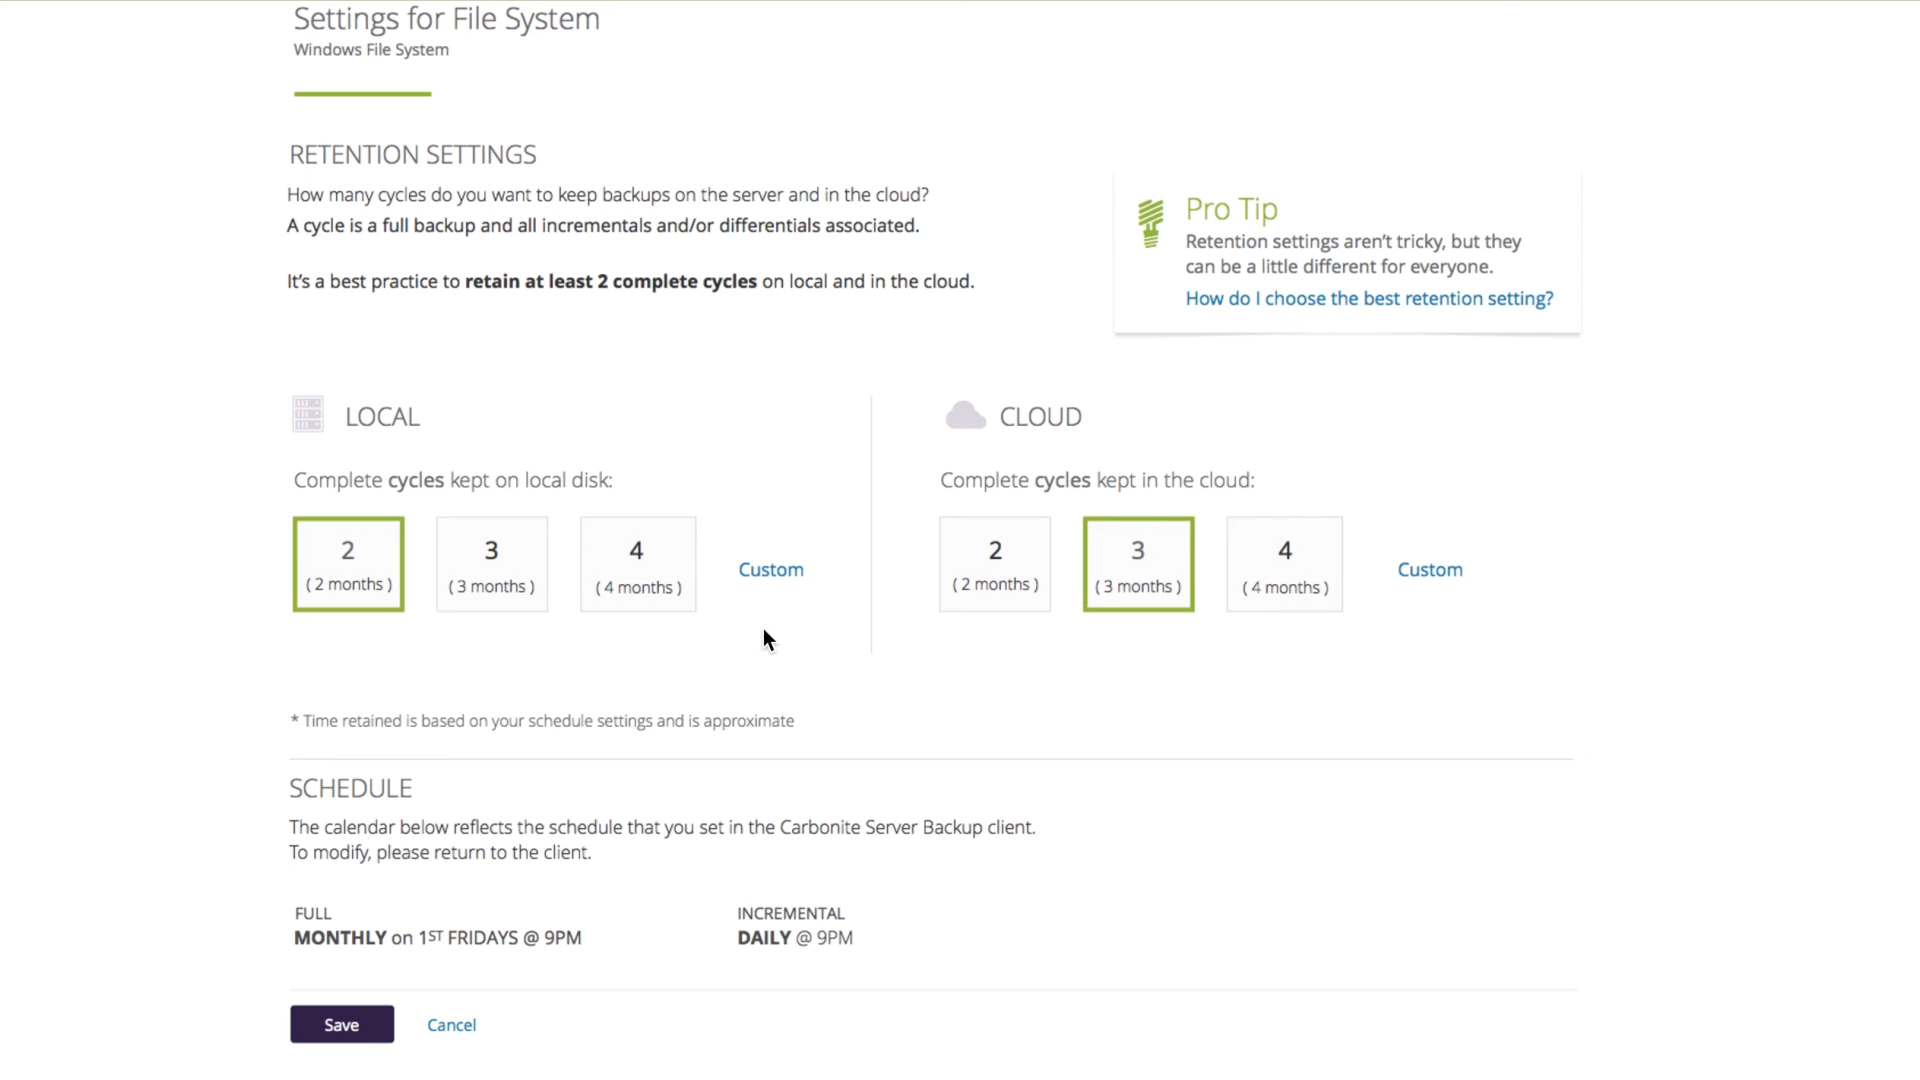 Settings for File System
Windows File System
RETENTION SETTINGS
How many cycles do you want to keep backups on the server and in the cloud?
A cycle is a full backup and all incrementals and/or differentials associated.
It's a best practice to retain at least 2 complete cycles on local and in the cloud.
Pro Tip
Retention settings aren't tricky, but they
can be a little different for everyone.
How do I choose the best retention setting?
LOCAL
Complete cycles kept on local disk:
2
( 2 months )
3
( 3 months )
4
( 4 months )
Custom
CLOUD
Complete cycles kept in the cloud:
2
( 2 months )
3
( 3 months )
4
( 4 months )
Custom
* Time retained is based on your schedule settings and is approximate
SCHEDULE
The calendar below reflects the schedule that you set in the Carbonite Server Backup client.
To modify, please return to the client.
FULL
MONTHLY on 1ST FRIDAYS @ 9PM
INCREMENTAL
DAILY @ 9PM
Save
Cancel